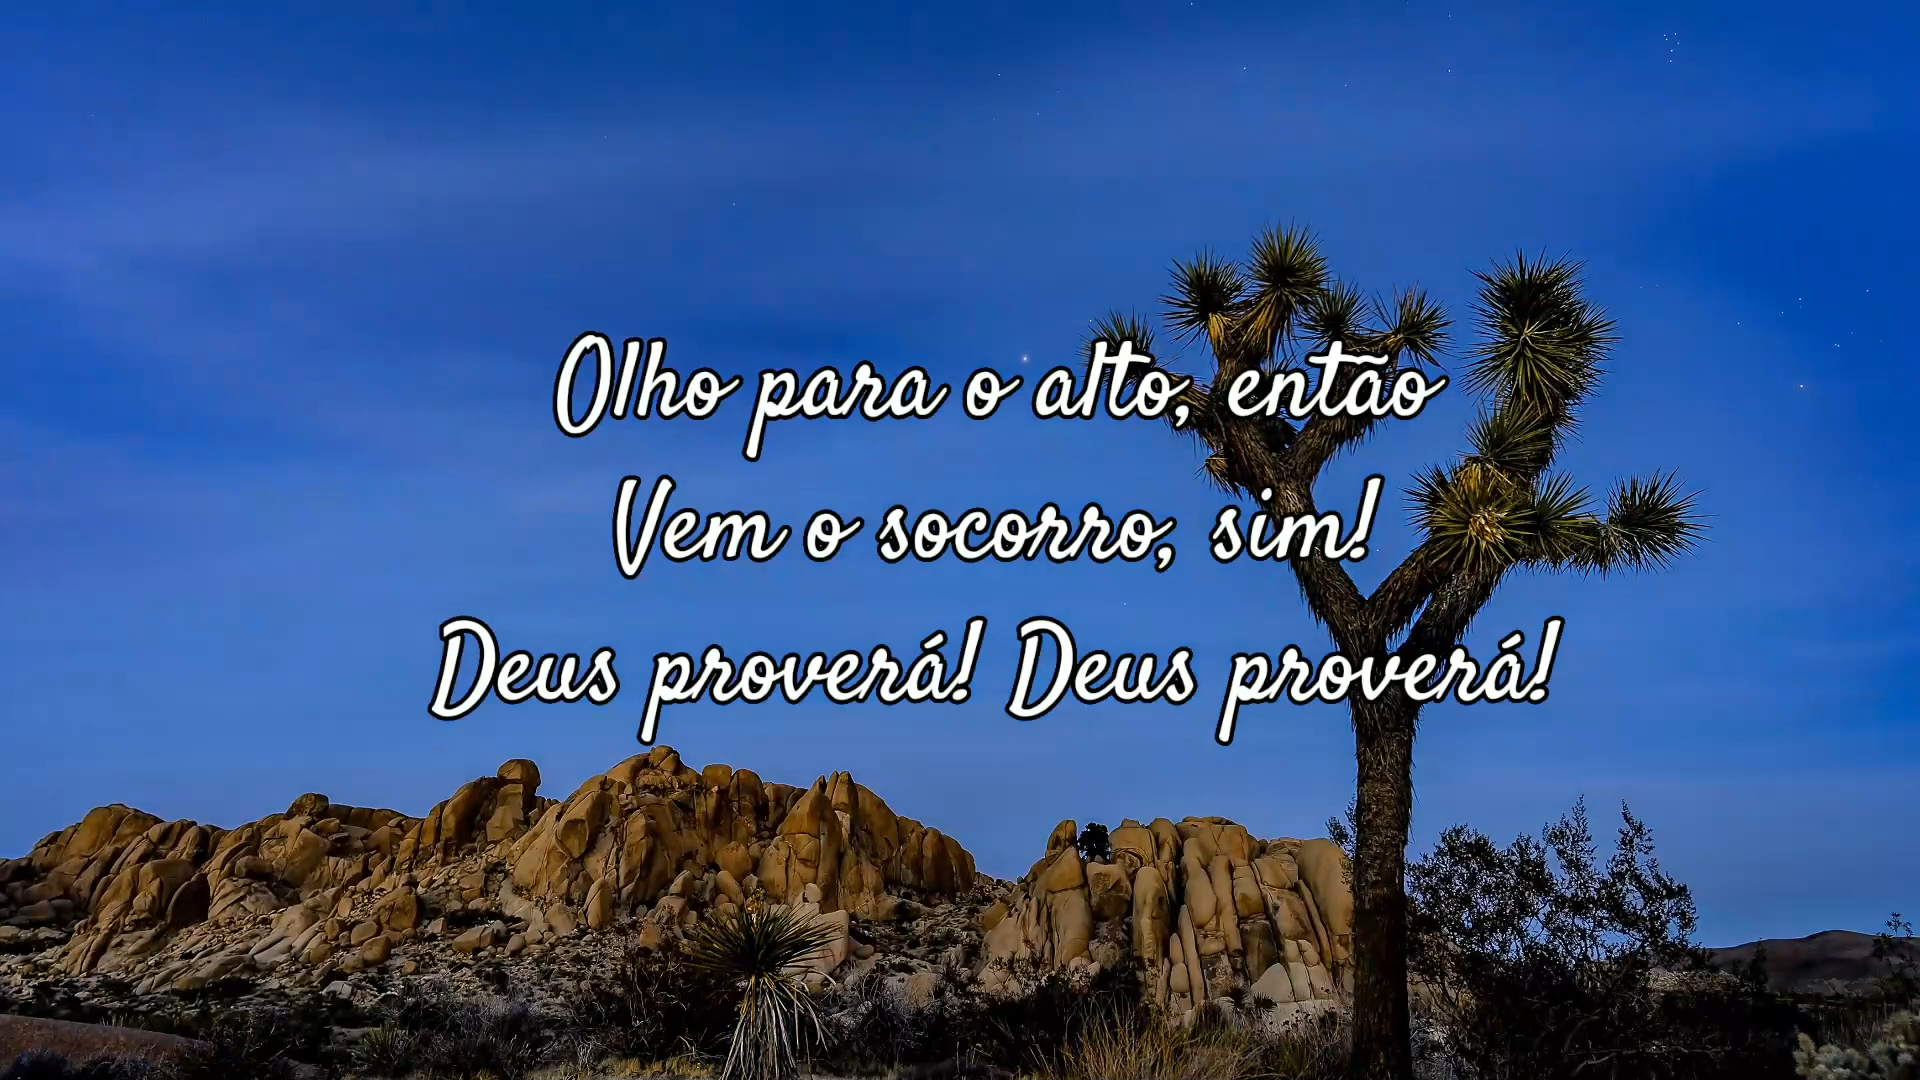 Olho para o alto, então
Vem o socorro, sim!
Deus proverá! Deus proverá!